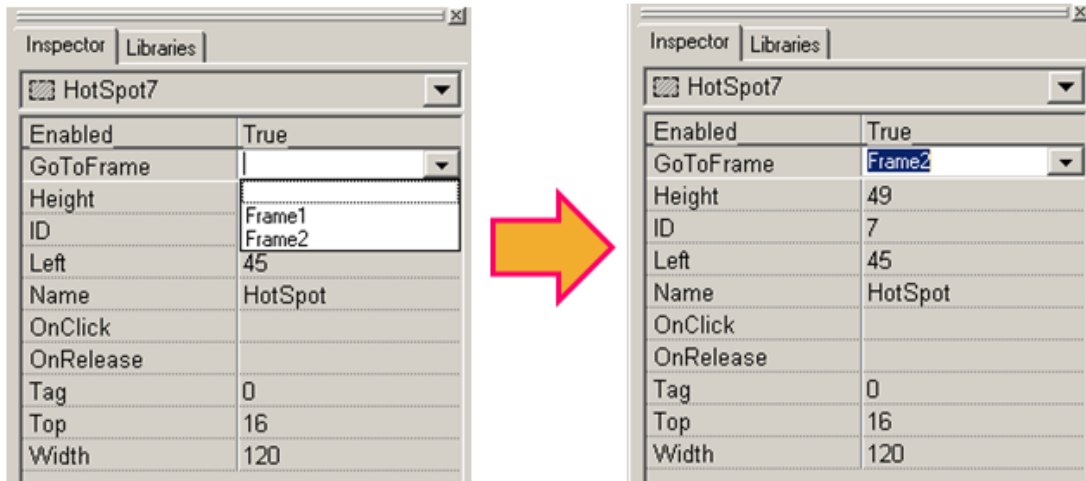 Inspector Libraries
HotSpot7
Enabled True
GoToFrame
Height
Frame1
ID
Frame2
Left 45
Name HotSpot
OnClick
OnRelease
Tag 0
Top 16
Width 120
Inspector Libraries
HotSpot7
Enabled True
GoToFrame Frame2
Height 49
ID 7
Left 45
Name HotSpot
OnClick
OnRelease
Tag 0
Top 16
Width 120